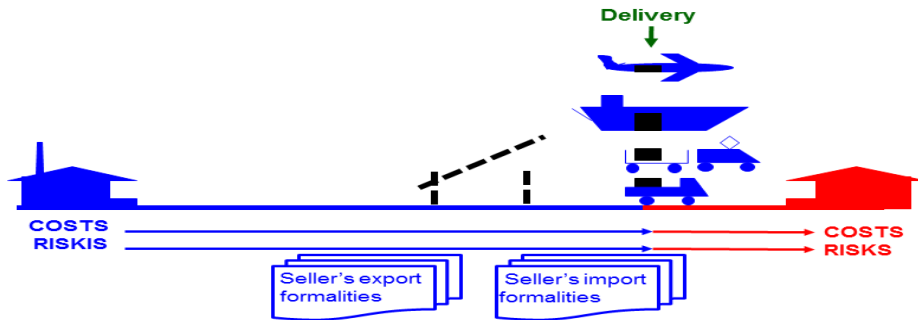 Delivery
COSTS
RISKIS
COSTS
RISKS
Seller's export
formalities
Seller's import
formalities